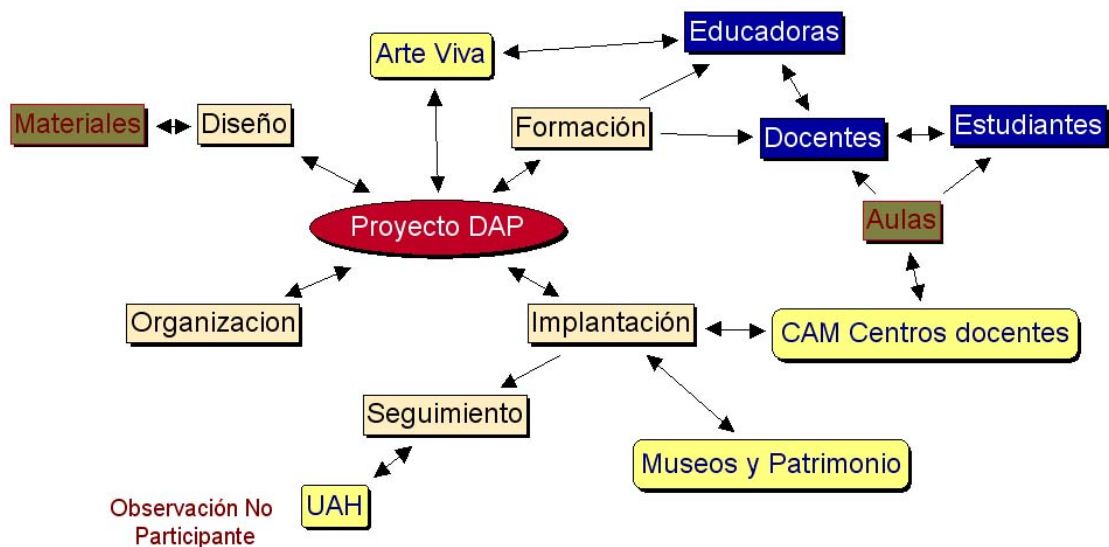 Educadoras
Arte Viva
Materiales
Diseño
Formación
Docentes
Estudiantes
Proyecto DAP
Aulas
Organizacion
Implantación
CAM Centros docentes
Seguimiento
Museos y Patrimonio
UAH
Observación No
Participante